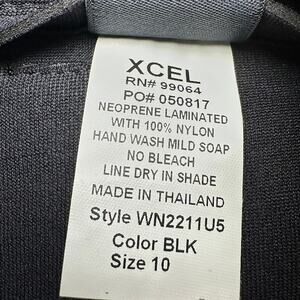 XCEL
RN# 99064
PO# 050817
NEOPRENE LAMINATED
WITH 100% NYLON
HAND WASH MILD SOAP
NO BLEACH
LINE DRY IN SHADE
MADE IN THAILAND
Style WN2211U5
Color BLK
Size 10